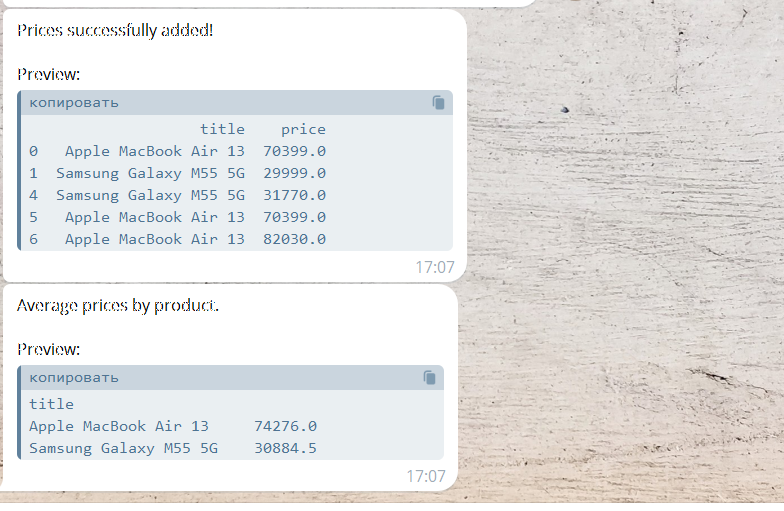 Prices successfully added!
Preview:
копировать
title price
0 Apple MacBook Air 13 70399.0
1 Samsung Galaxy M55 5G 29999.0
4 Samsung Galaxy M55 5G 31770.0
5 Apple MacBook Air 13 70399.0
6 Apple MacBook Air 13 82030.0
17:07
Average prices by product.
Preview:
копировать
title
Apple MacBook Air 13 74276.0
Samsung Galaxy M55 5G 30884.5
17:07